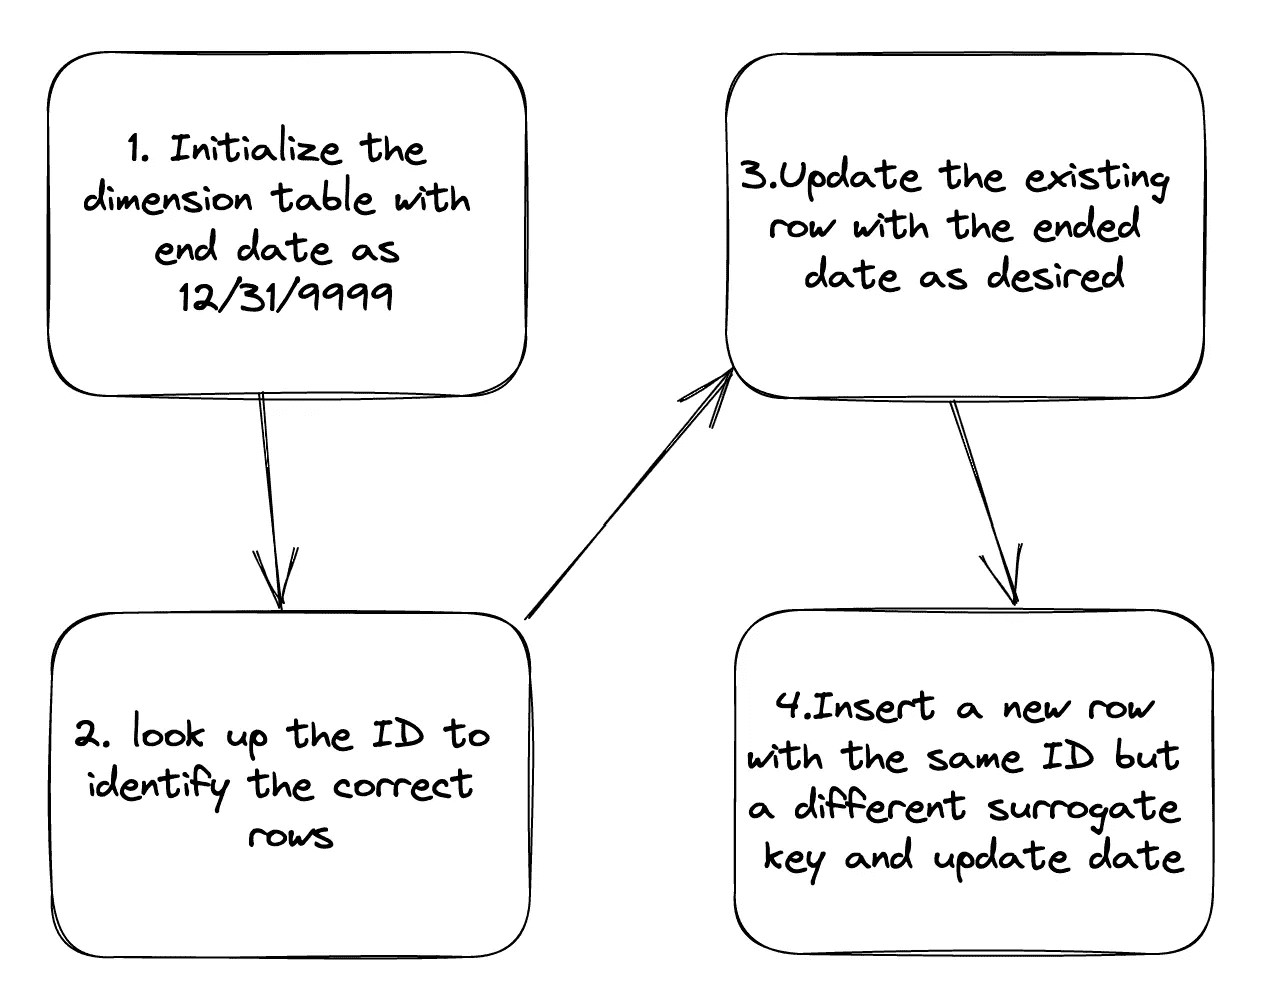 1. Initialize the
dimension table with
end date as
12/31/9999
2. look up the ID to
identify the correct
rows
3.Update the existing
row with the ended
date as desired
4.Insert a new row
with the same ID but
a different surrogate
key and update date